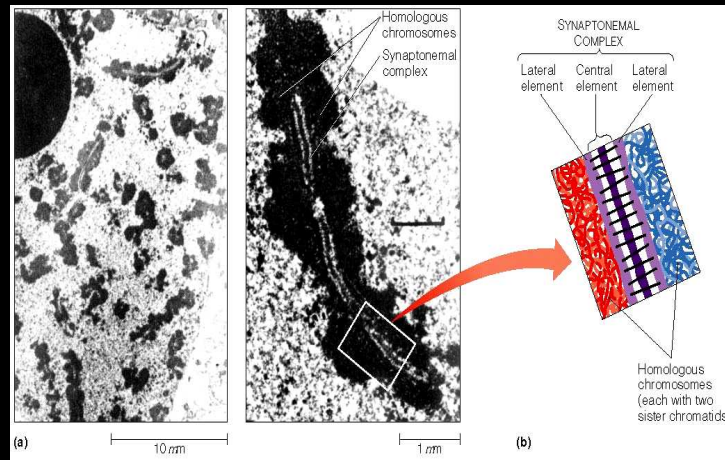 Homologous
chromosomes
Synaptonemal
complex
SYNAPTONEMAL
COMPLEX
Lateral
element
Central
element
Lateral
element
Homologous
chromosomes
(each with two
sister chromatids
(a)
10 mm
1 mm
(b)